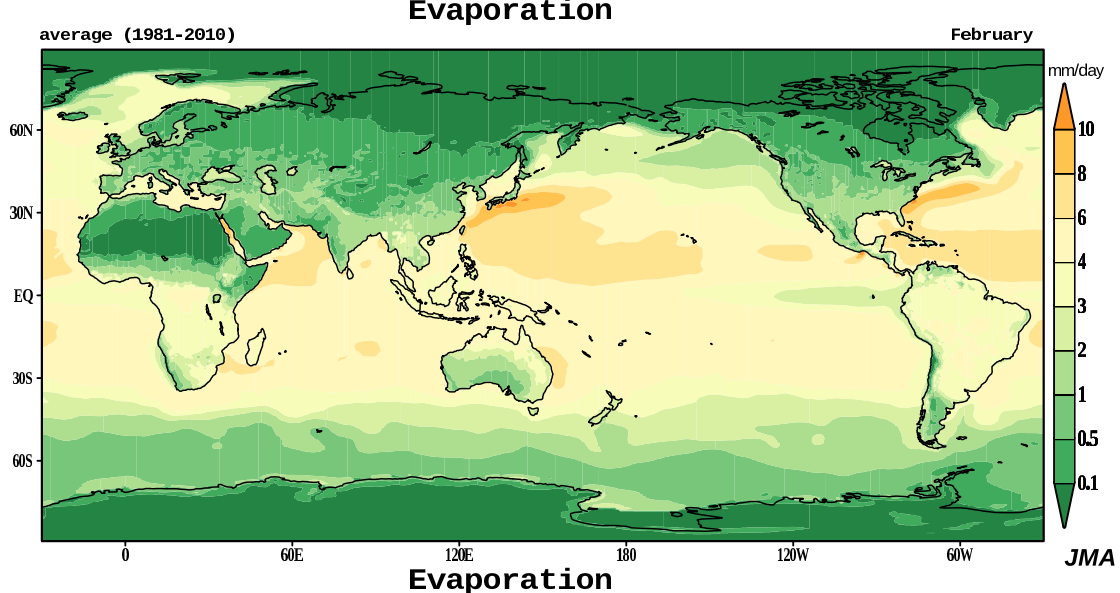 Evaporation
average (1981-2010)
February
mm/day
10
8
6
4
3
2
1
0.5
0.1
60N
30N
EQ
30S
60S
0
60E
120E
180
120W
60W
JMA
Evaporation